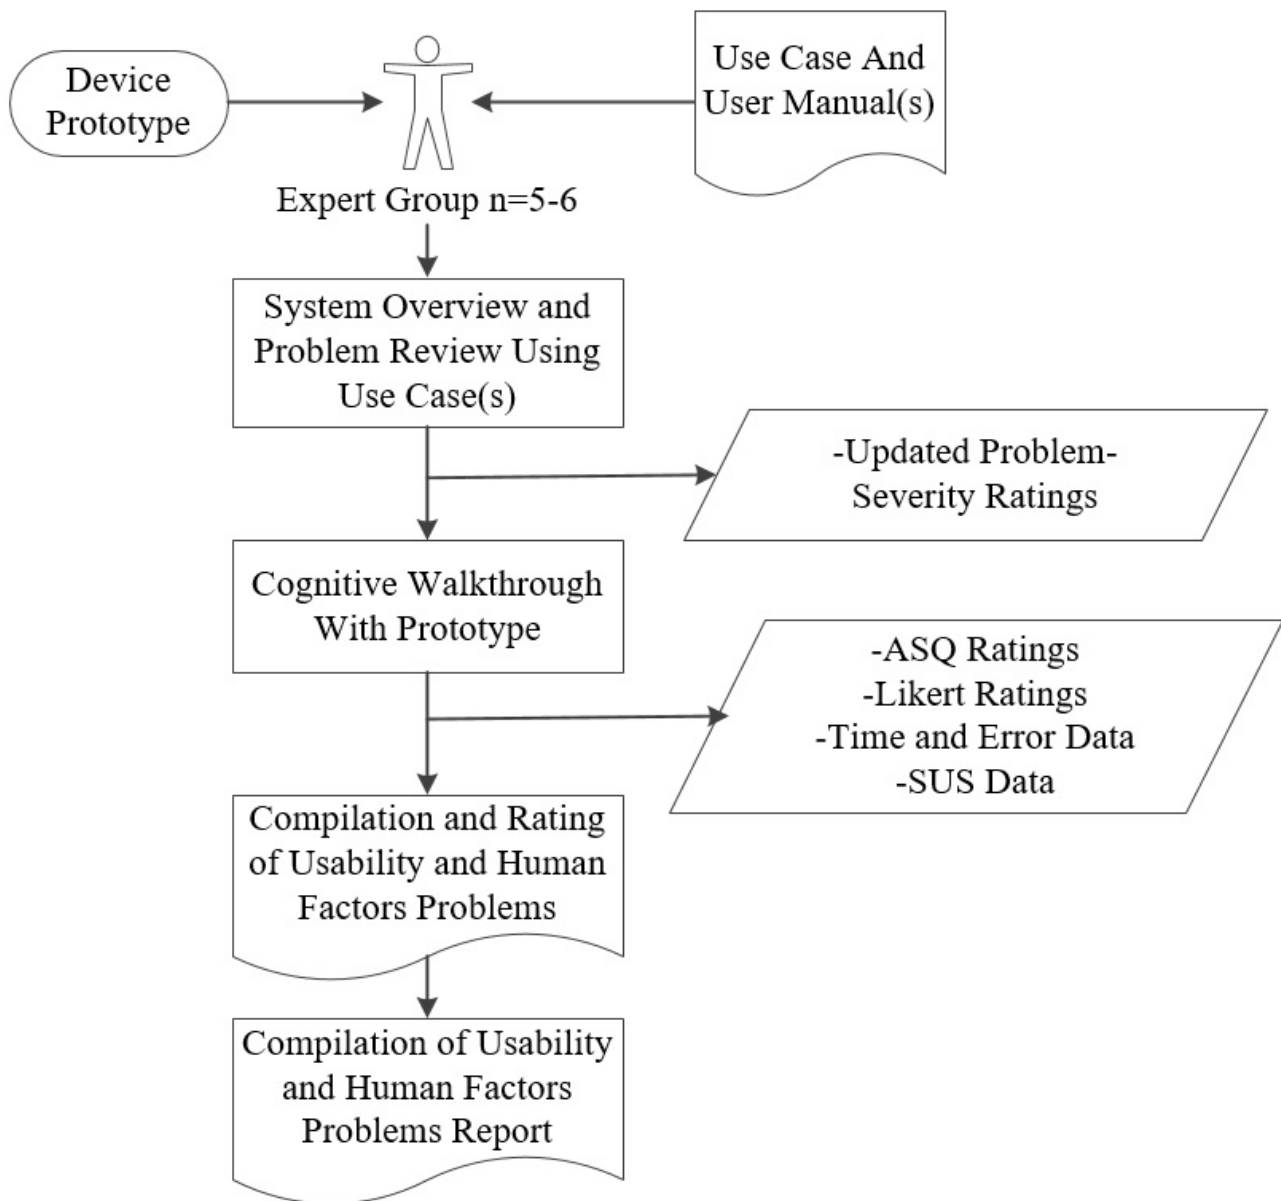 Device
Prototype
Use Case And
User Manual(s)
Expert Group n=5-6
System Overview and
Problem Review Using
Use Case(s)
-Updated Problem-
Severity Ratings
Cognitive Walkthrough
With Prototype
-ASQ Ratings
-Likert Ratings
-Time and Error Data
-SUS Data
Compilation and Rating
of Usability and Human
Factors Problems
Compilation of Usability
and Human Factors
Problems Report